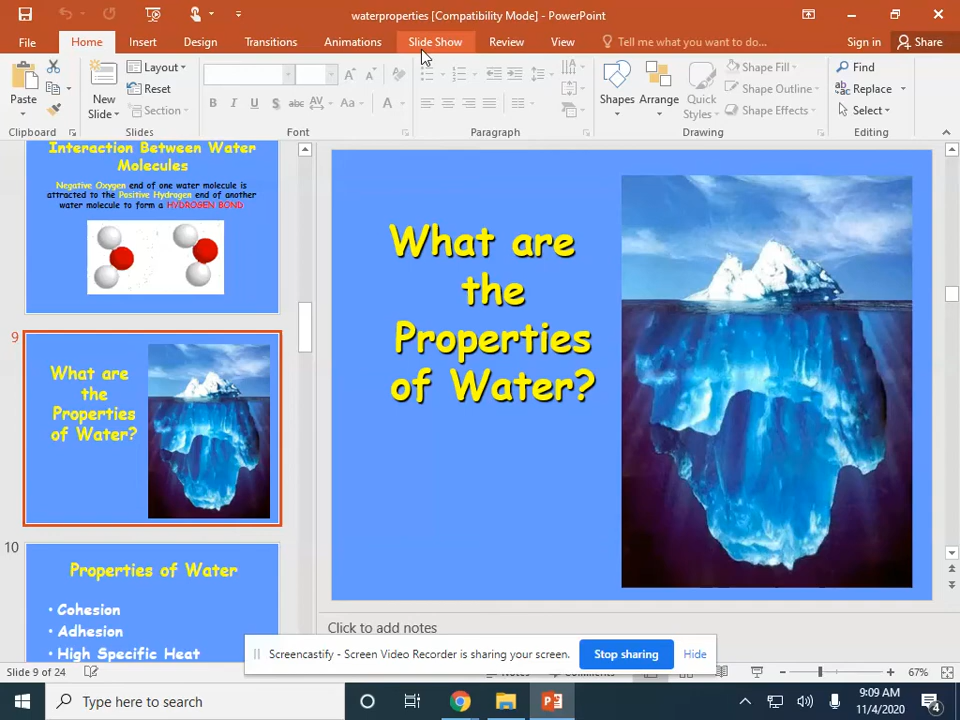 waterproperties [Compatibility Mode] - PowerPoint
File Home Insert Design Transitions Animations Slide Show Review View Tell me what you want to do... Sign in Share
Paste
New
Slide
Layout
Reset
Section
B I U S abc AV Aa A
Shapes Arrange Quick
Styles
Shape Fill
Shape Outline
Shape Effects
Find
Replace
Select
Clipboard Slides Font Paragraph Drawing Editing
Interaction Between Water
Molecules
Negative Oxygen end of one water molecule is
attracted to the Positive Hydrogen end of another
water molecule to form a HYDROGEN BOND
9
What are
the
Properties
of Water?
10
Properties of Water
• Cohesion
• Adhesion
• High Specific Heat
What are
the
Properties
of Water?
Click to add notes
Screencastify - Screen Video Recorder is sharing your screen. Stop sharing Hide
Slide 9 of 24
67%
Type here to search
9:09 AM
11/4/2020
4